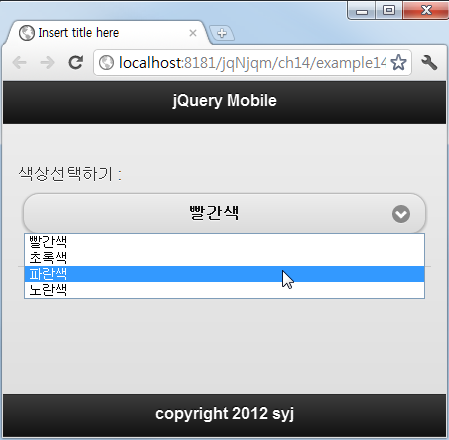 Insert title here
localhost:8181/jqNjqm/ch14/example14
jQuery Mobile
색상선택하기 :
빨간색
빨간색
초록색
파란색
노란색
copyright 2012 syj